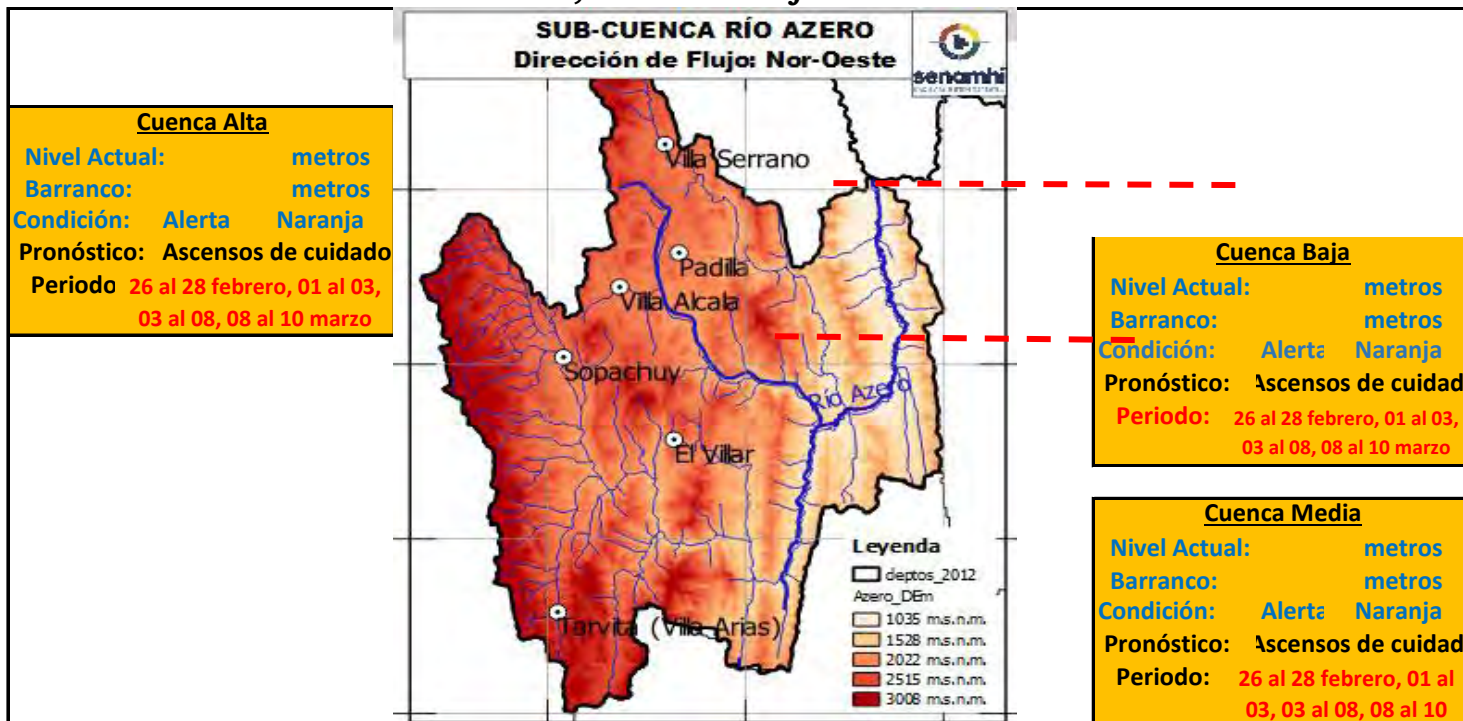 SUB-CUENCA RÍO AZERO
Dirección de Flujo: Nor-Oeste
senamhi
Cuenca Alta
Nivel Actual: metros
Barranco: metros
Condición: Alerta Naranja
Pronóstico: Ascensos de cuidado
Periodo 26 al 28 febrero, 01 al 03,
03 al 08, 08 al 10 marzo
Villa Serrano
Padilla
Villa Alcala
Sopachuy
Río Azero
El Villar
Tarvita (Villa Arias)
Leyenda
deptos_2012
Azero_DEm
1035 m.s.n.m.
1528 m.s.n.m.
2022 m.s.n.m.
2515 m.s.n.m.
3008 m.s.n.m.
Cuenca Baja
Nivel Actual: metros
Barranco: metros
Condición: Alerta Naranja
Pronóstico: Ascensos de cuidad
Periodo: 26 al 28 febrero, 01 al 03,
03 al 08, 08 al 10 marzo
Cuenca Media
Nivel Actual: metros
Barranco: metros
Condición: Alerta Naranja
Pronóstico: Ascensos de cuidad
Periodo: 26 al 28 febrero, 01 al
03, 03 al 08, 08 al 10